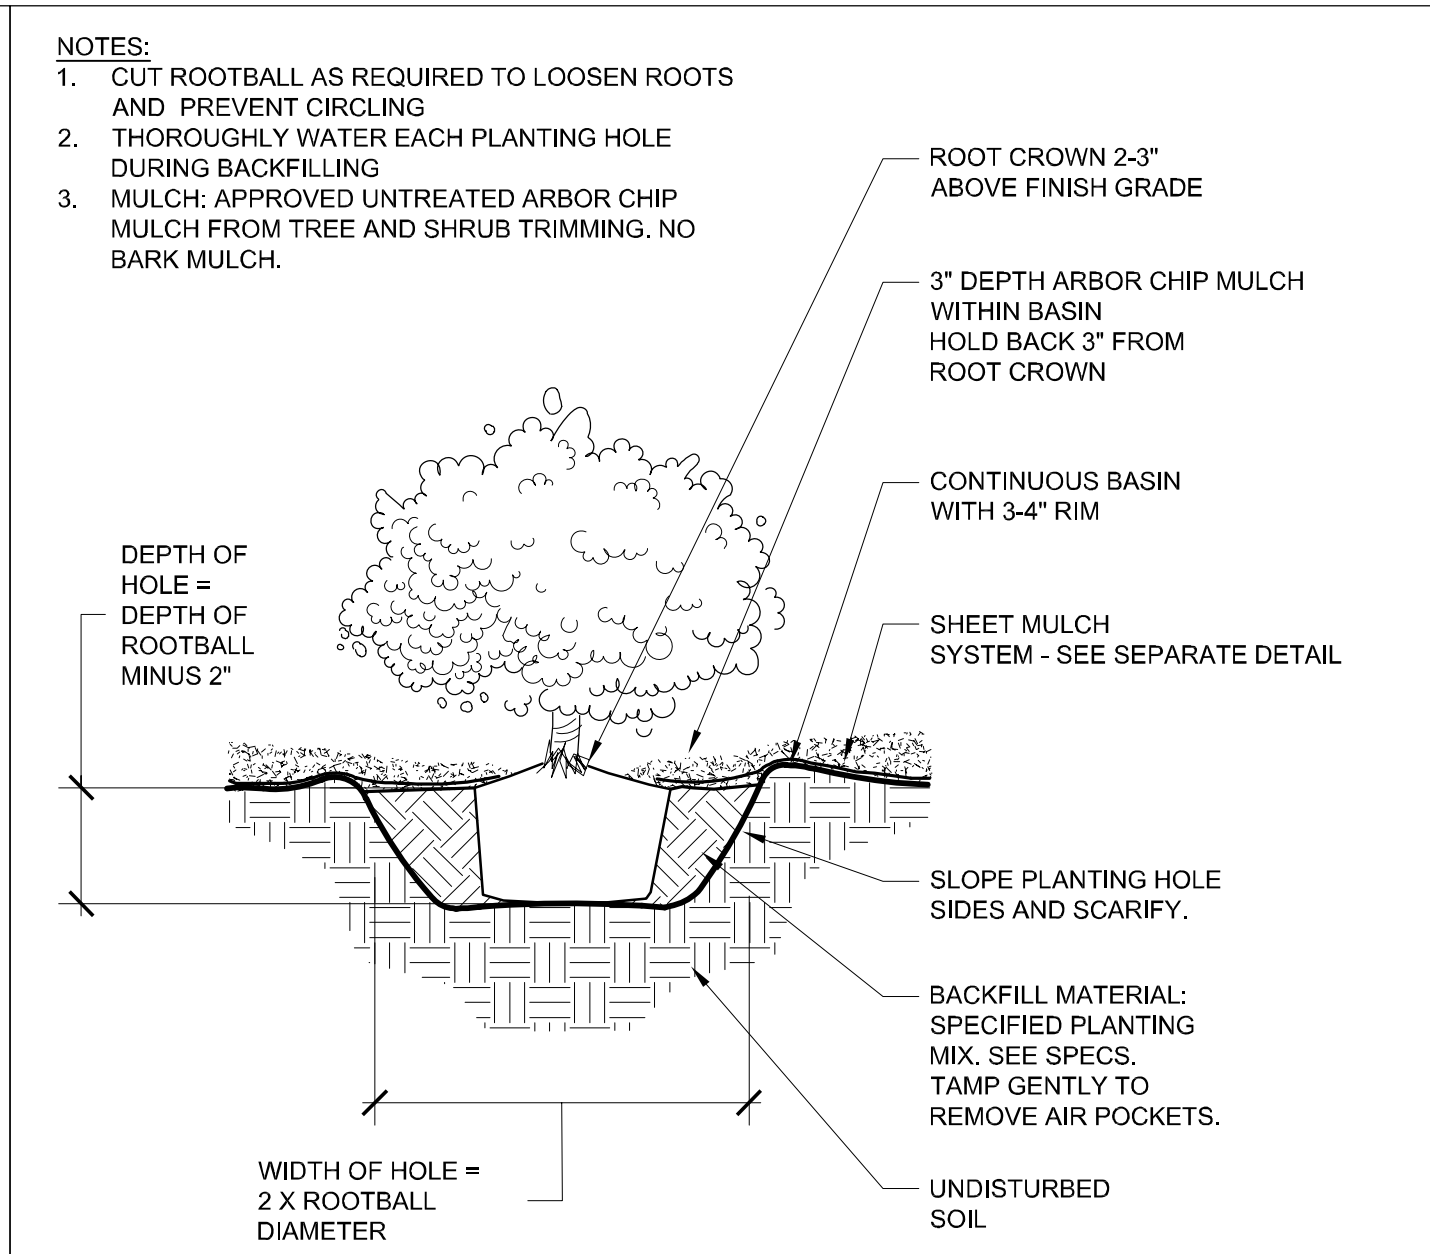 NOTES:
1. CUT ROOTBALL AS REQUIRED TO LOOSEN ROOTS
AND PREVENT CIRCLING
2. THOROUGHLY WATER EACH PLANTING HOLE
DURING BACKFILLING
3. MULCH: APPROVED UNTREATED ARBOR CHIP
MULCH FROM TREE AND SHRUB TRIMMING. NO
BARK MULCH.
ROOT CROWN 2-3"
ABOVE FINISH GRADE
3" DEPTH ARBOR CHIP MULCH
WITHIN BASIN
HOLD BACK 3" FROM
ROOT CROWN
CONTINUOUS BASIN
WITH 3-4" RIM
DEPTH OF
HOLE =
DEPTH OF
ROOTBALL
MINUS 2"
SHEET MULCH
SYSTEM - SEE SEPARATE DETAIL
SLOPE PLANTING HOLE
SIDES AND SCARIFY.
BACKFILL MATERIAL:
SPECIFIED PLANTING
MIX. SEE SPECS.
TAMP GENTLY TO
REMOVE AIR POCKETS.
WIDTH OF HOLE =
2 X ROOTBALL
DIAMETER
UNDISTURBED
SOIL